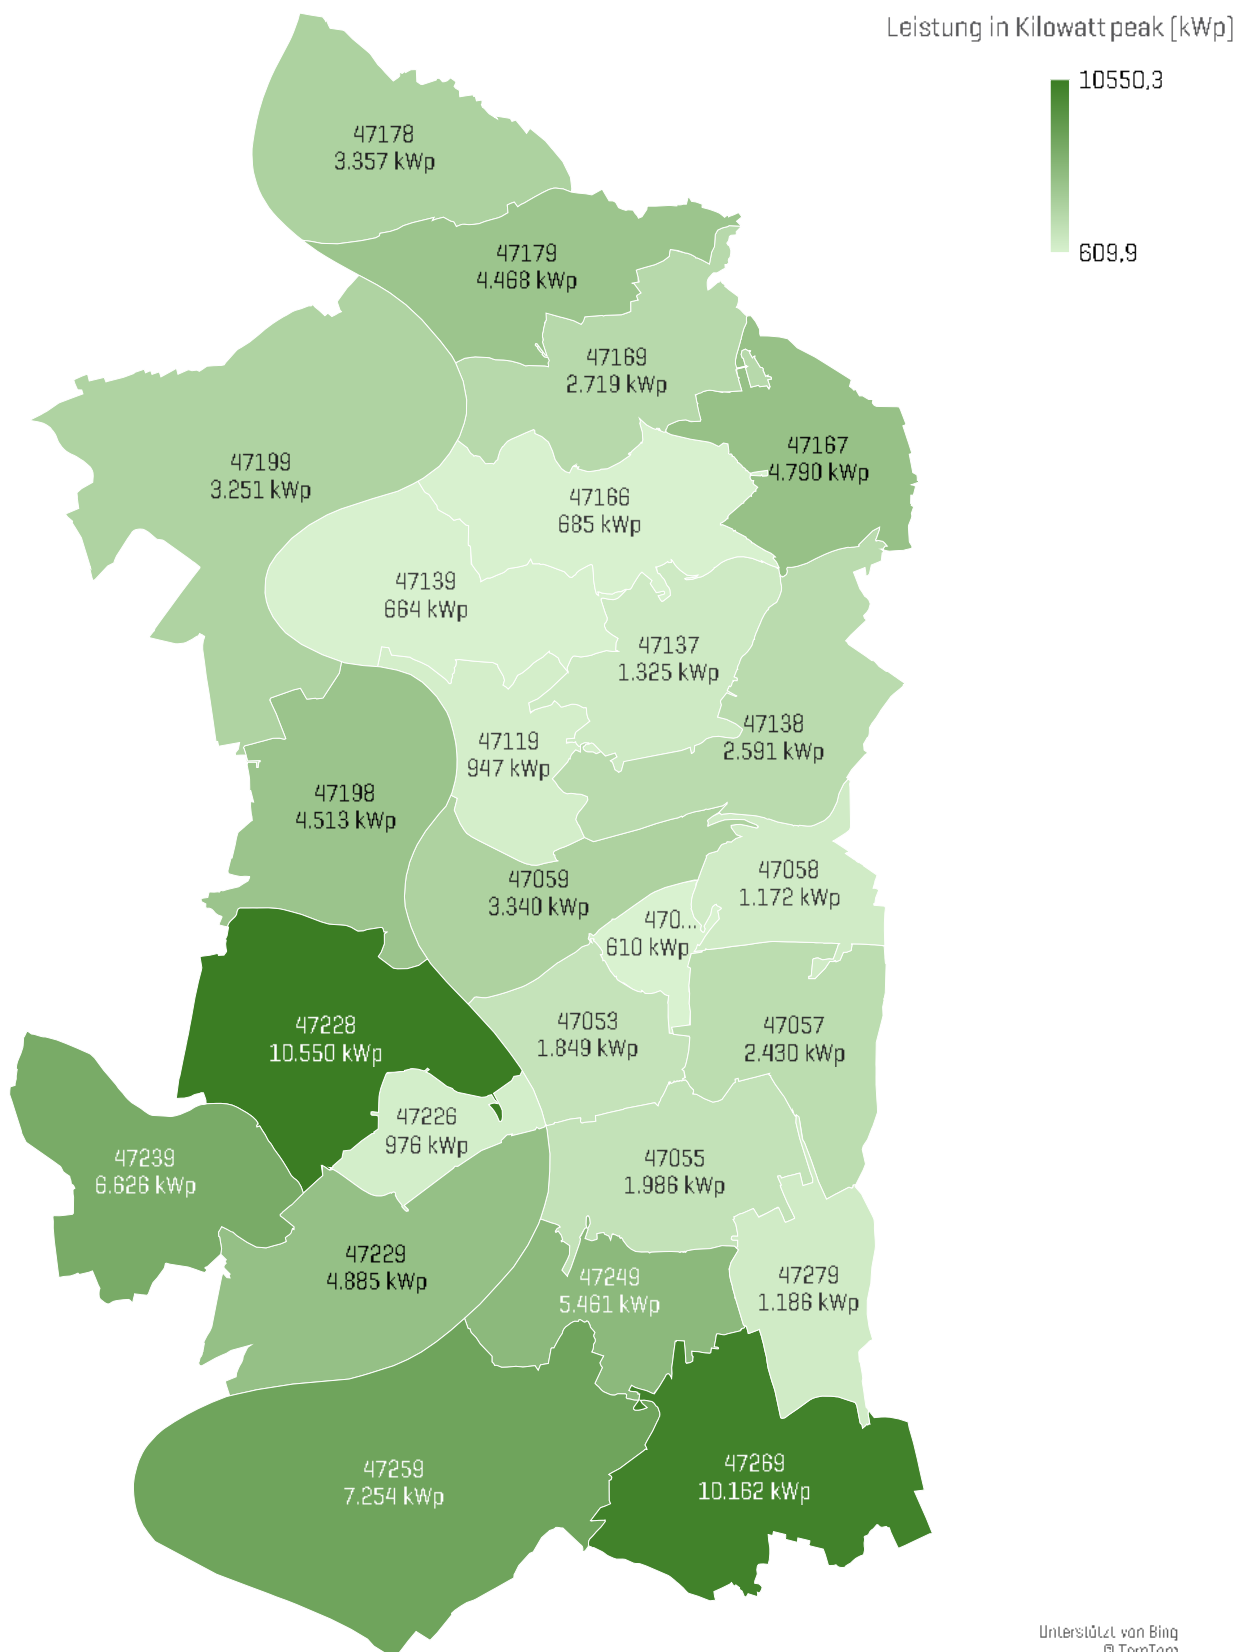 Leistung in Kilowatt peak [kWp]
10550,3
609,9
47178
3.357 kWp
47179
4.468 kWp
47169
2.719 kWp
47167
4.790 kWp
47199
3.251 kWp
47166
685 kWp
47139
664 kWp
47137
1.325 kWp
47138
2.591 kWp
47119
947 kWp
47198
4.513 kWp
47059
3.340 kWp
47058
1.172 kWp
470...
610 kWp
47228
10.550 kWp
47053
1.849 kWp
47057
2.430 kWp
47226
976 kWp
47239
6.626 kWp
47055
1.986 kWp
47229
4.885 kWp
47249
5.461 kWp
47279
1.186 kWp
47259
7.254 kWp
47269
10.162 kWp
Unterstützt von Bing
© TomTom